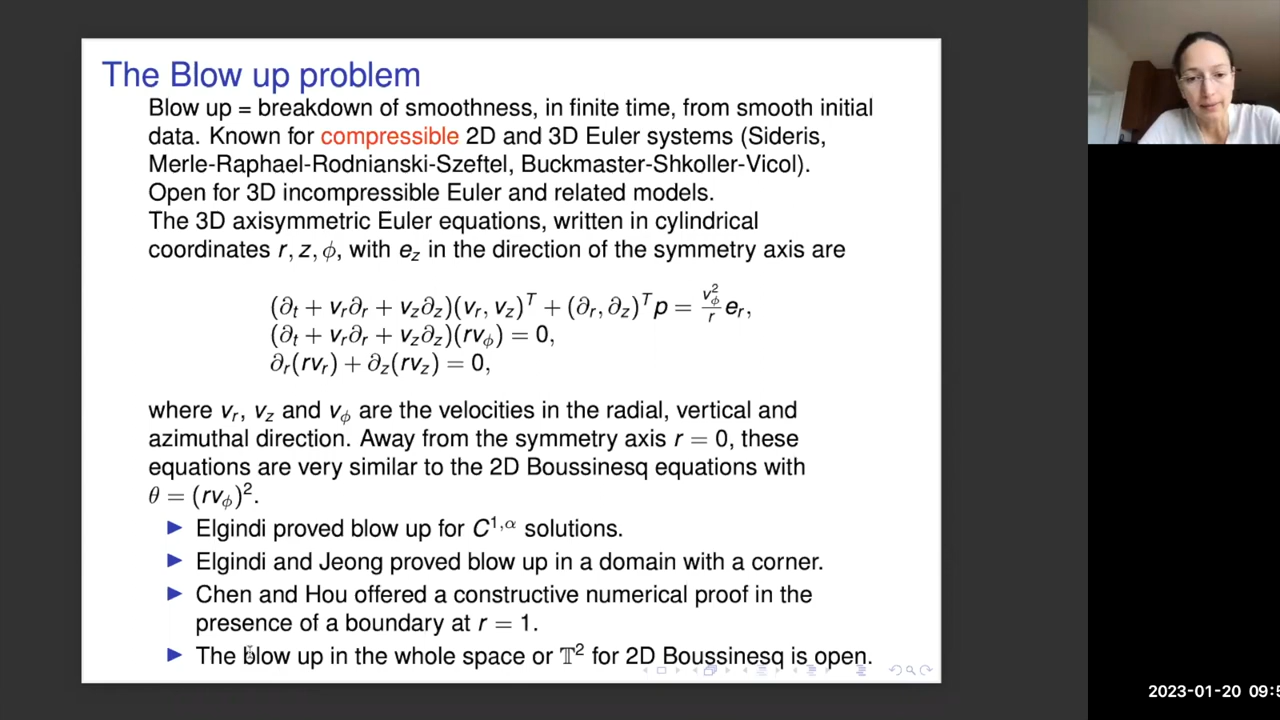 The Blow up problem
Blow up = breakdown of smoothness, in finite time, from smooth initial
data. Known for compressible 2D and 3D Euler systems (Sideris,
Merle-Raphael-Rodnianski-Szeftel, Buckmaster-Shkoller-Vicol).
Open for 3D incompressible Euler and related models.
The 3D axisymmetric Euler equations, written in cylindrical
coordinates r, z, ϕ, with e_z in the direction of the symmetry axis are
(∂_t + v_r∂_r + v_z∂_z)(v_r, v_z)^T + (∂_r, ∂_z)^T p = \frac{v_ϕ^2}{r} e_r,
(∂_t + v_r∂_r + v_z∂_z)(rv_ϕ) = 0,
∂_r(rv_r) + ∂_z(rv_z) = 0,
where v_r, v_z and v_ϕ are the velocities in the radial, vertical and
azimuthal direction. Away from the symmetry axis r = 0, these
equations are very similar to the 2D Boussinesq equations with
θ = (rv_ϕ)^2.
▶ Elgindi proved blow up for C^{1,α} solutions.
▶ Elgindi and Jeong proved blow up in a domain with a corner.
▶ Chen and Hou offered a constructive numerical proof in the
presence of a boundary at r = 1.
▶ The blow up in the whole space or 𝕋^2 for 2D Boussinesq is open.
2023-01-20 09:5